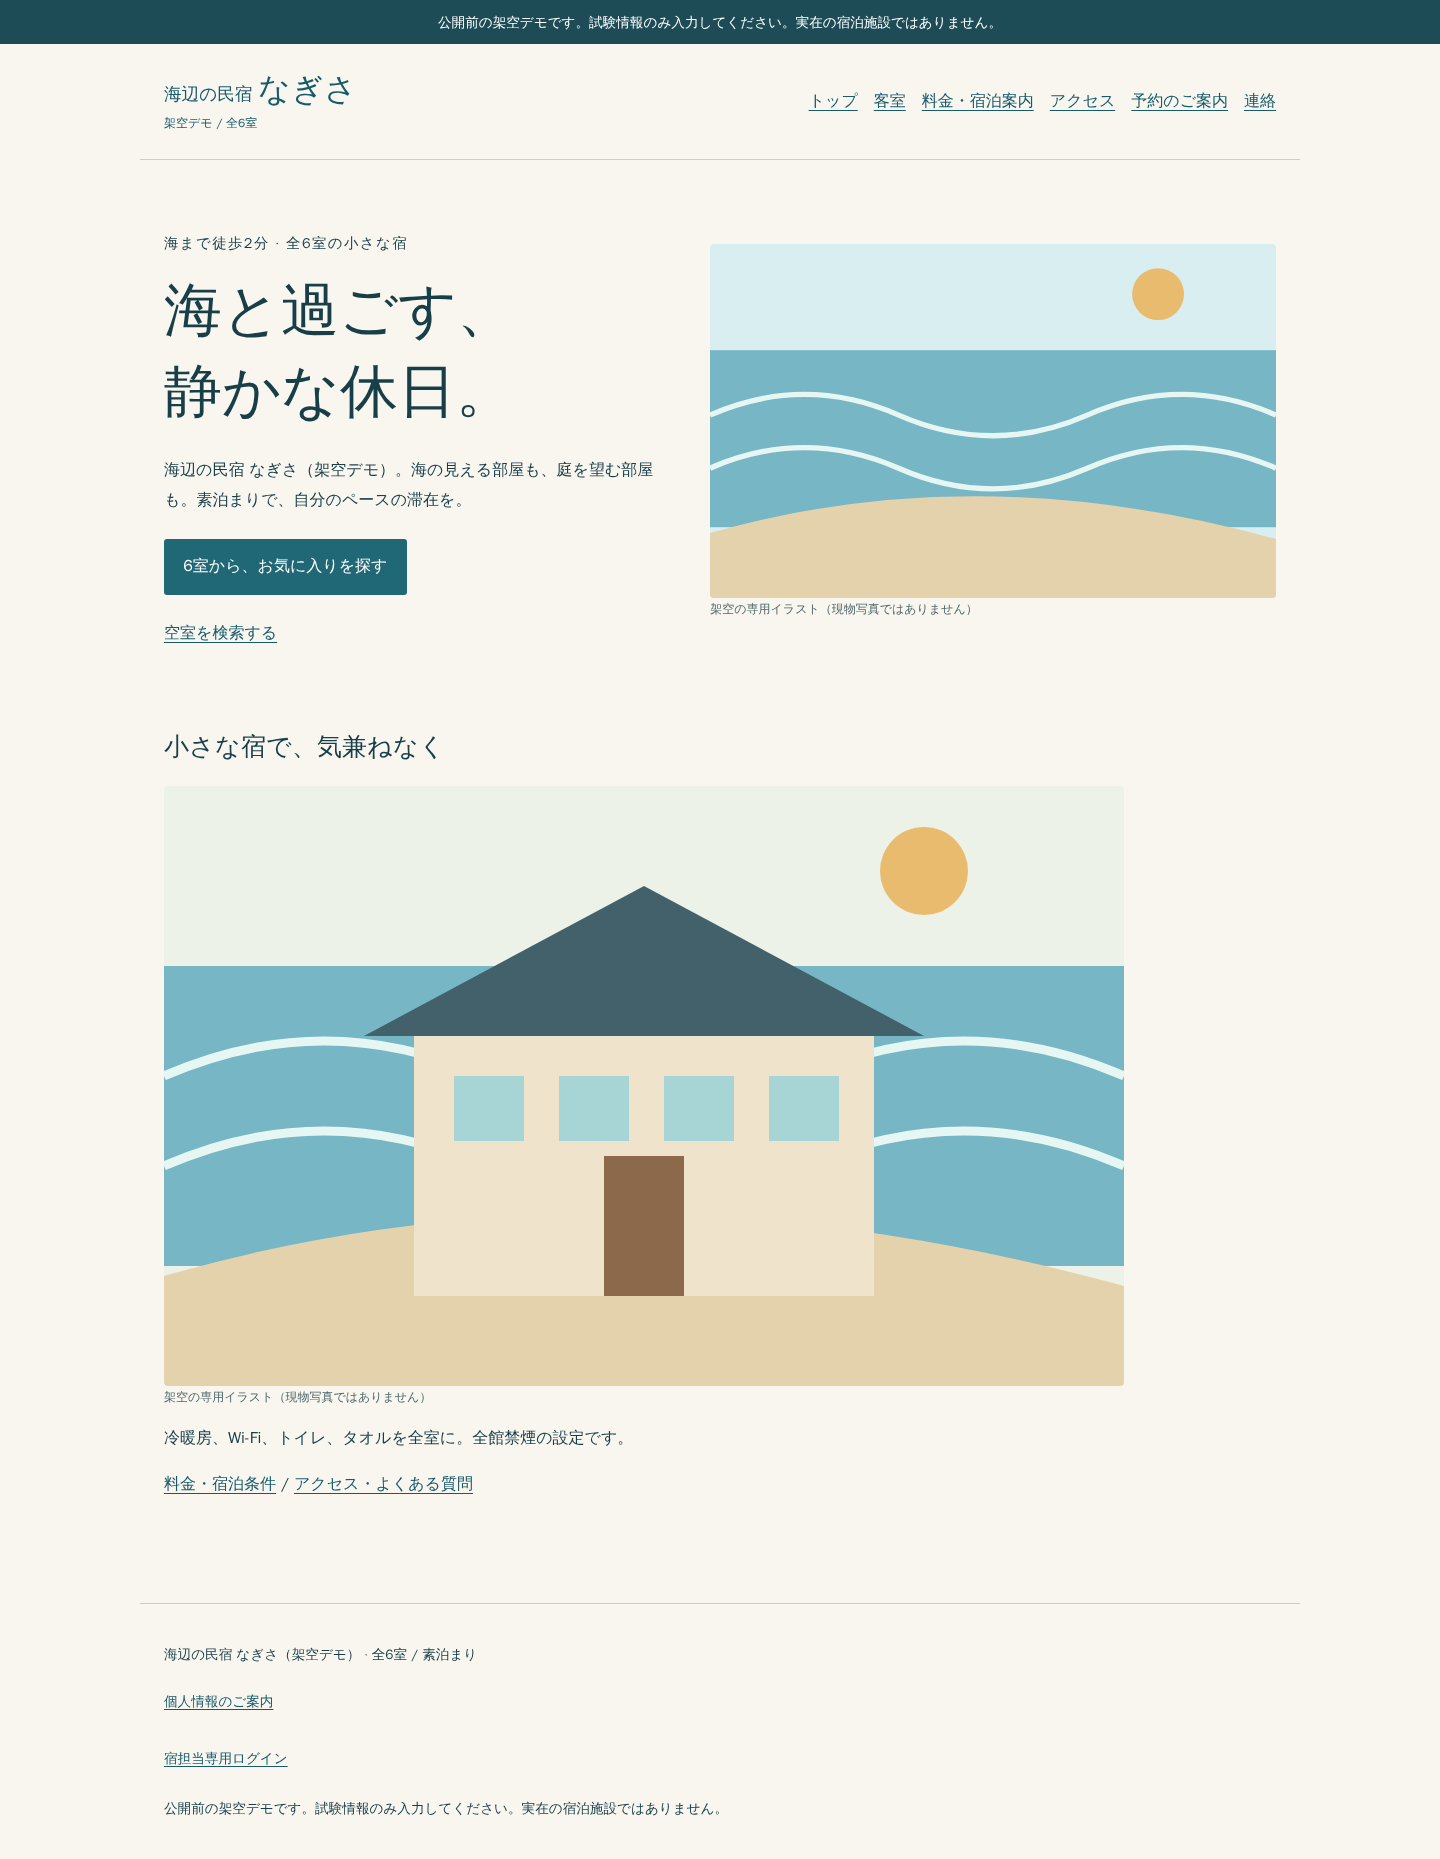 公開前の架空デモです。試験情報のみ入力してください。実在の宿泊施設ではありません。
海辺の民宿 なぎさ
架空デモ / 全6室
トップ 客室 料金・宿泊案内 アクセス 予約のご案内 連絡
海まで徒歩2分 · 全6室の小さな宿
海と過ごす、
静かな休日。
海辺の民宿 なぎさ（架空デモ）。海の見える部屋も、庭を望む部屋
も。素泊まりで、自分のペースの滞在を。
6室から、お気に入りを探す
空室を検索する
架空の専用イラスト（現物写真ではありません）
小さな宿で、気兼ねなく
架空の専用イラスト（現物写真ではありません）
冷暖房、Wi-Fi、トイレ、タオルを全室に。全館禁煙の設定です。
料金・宿泊条件 / アクセス・よくある質問
海辺の民宿 なぎさ（架空デモ） · 全6室 / 素泊まり
個人情報のご案内
宿担当専用ログイン
公開前の架空デモです。試験情報のみ入力してください。実在の宿泊施設ではありません。